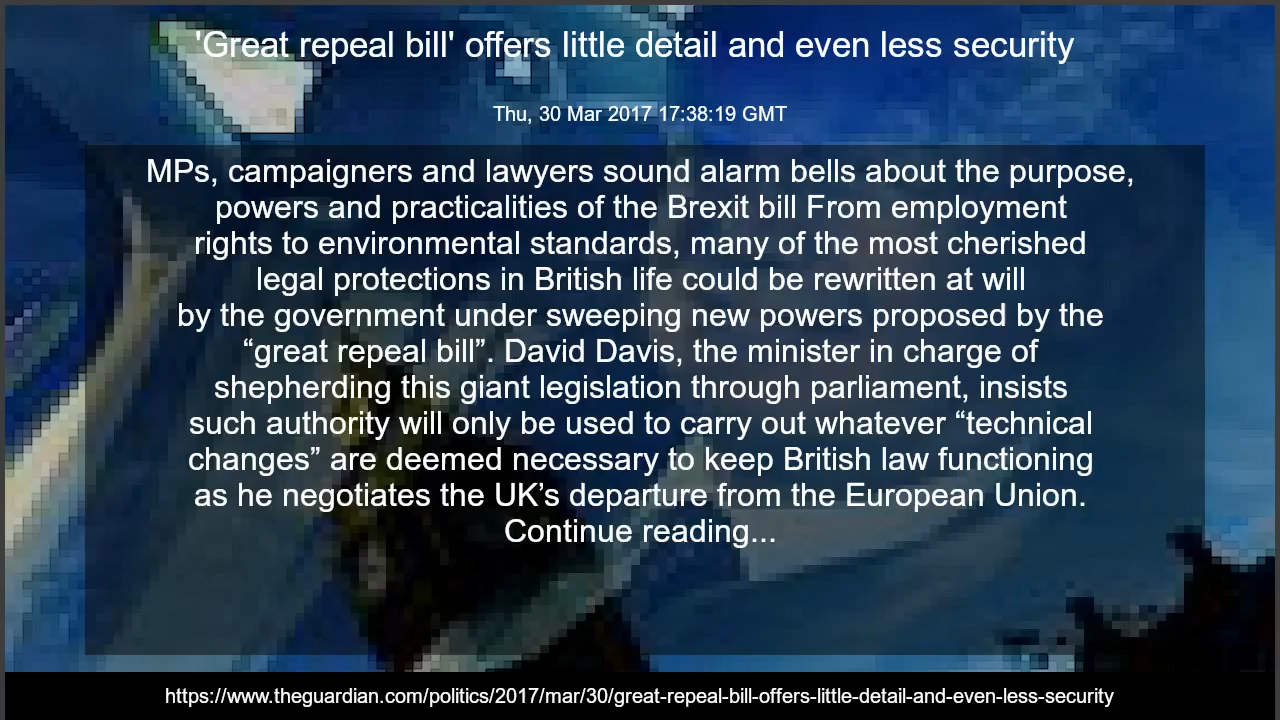 'Great repeal bill' offers little detail and even less security
Thu, 30 Mar 2017 17:38:19 GMT
MPs, campaigners and lawyers sound alarm bells about the purpose,
powers and practicalities of the Brexit bill From employment
rights to environmental standards, many of the most cherished
legal protections in British life could be rewritten at will
by the government under sweeping new powers proposed by the
“great repeal bill”. David Davis, the minister in charge of
shepherding this giant legislation through parliament, insists
such authority will only be used to carry out whatever “technical
changes” are deemed necessary to keep British law functioning
as he negotiates the UK’s departure from the European Union.
Continue reading...
https://www.theguardian.com/politics/2017/mar/30/great-repeal-bill-offers-little-detail-and-even-less-security